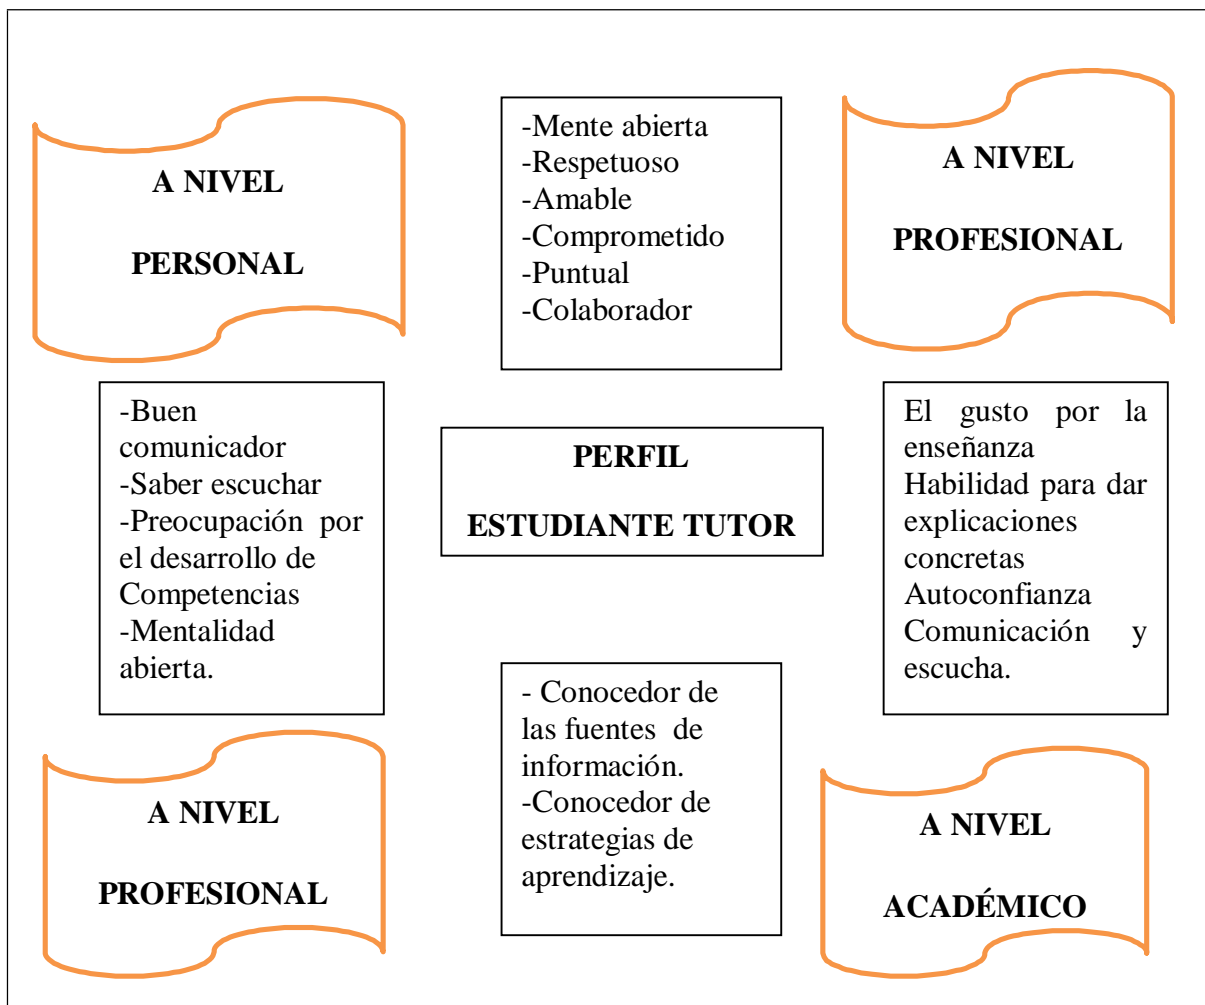 A NIVEL
PERSONAL
-Mente abierta
-Respetuoso
-Amable
-Comprometido
-Puntual
-Colaborador
A NIVEL
PROFESIONAL
-Buen
comunicador
-Saber escuchar
-Preocupación por
el desarrollo de
Competencias
-Mentalidad
abierta.
PERFIL
ESTUDIANTE TUTOR
El gusto por la
enseñanza
Habilidad para dar
explicaciones
concretas
Autoconfianza
Comunicación y
escucha.
- Conocedor de
las fuentes de
información.
-Conocedor de
estrategias de
aprendizaje.
A NIVEL
PROFESIONAL
A NIVEL
ACADÉMICO